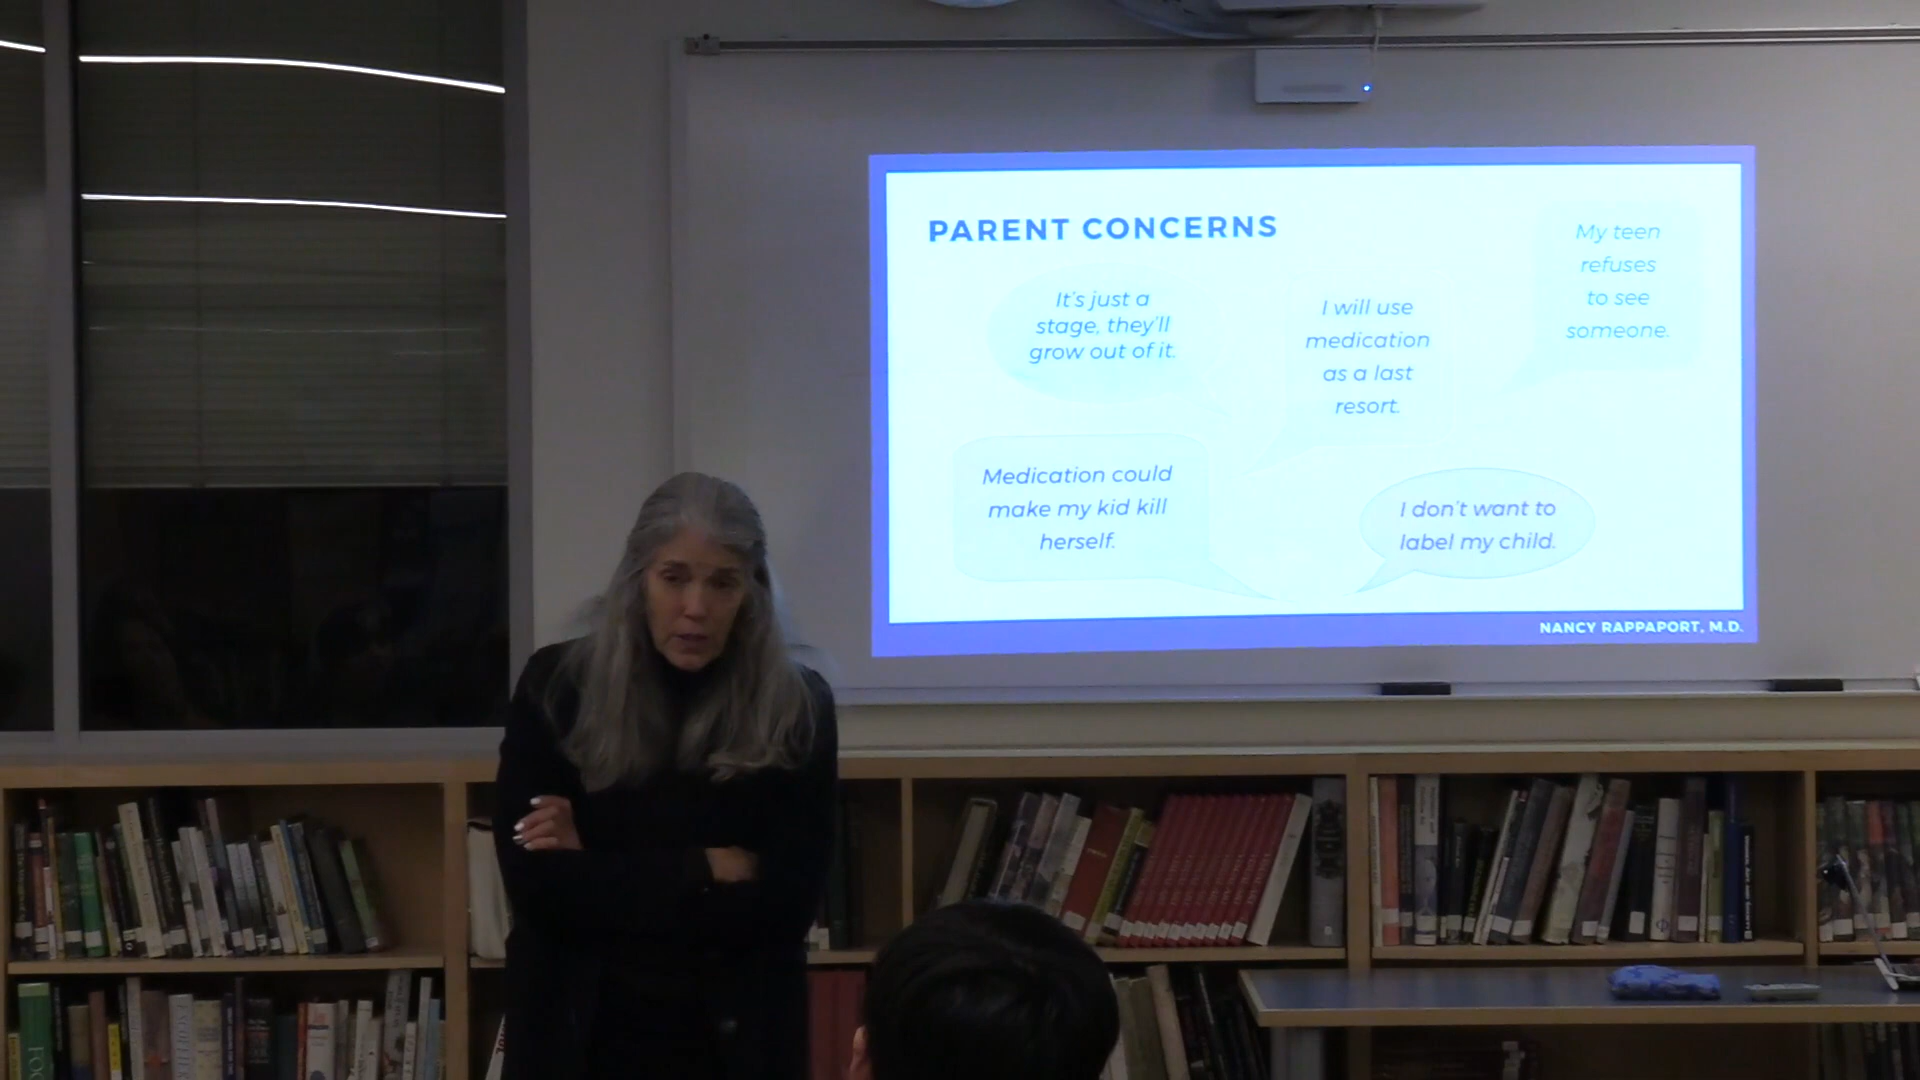 PARENT CONCERNS
It's just a
stage, they'll
grow out of it.
I will use
medication
as a last
resort.
My teen
refuses
to see
someone.
Medication could
make my kid kill
herself.
I don't want to
label my child.
NANCY RAPPAPORT, M.D.